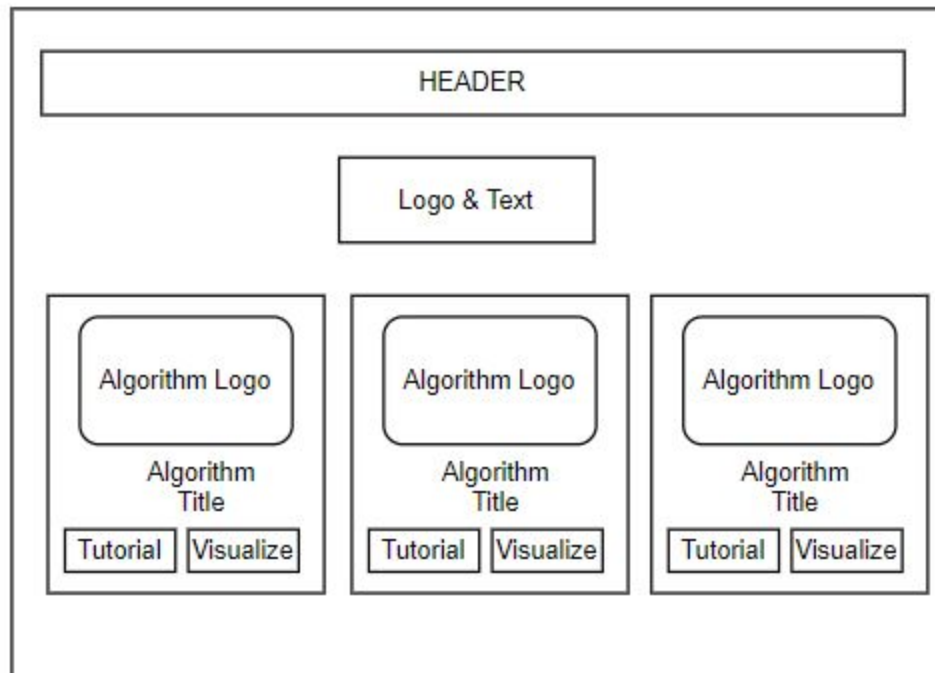 HEADER
Logo & Text
Algorithm Logo
Algorithm
Title
Tutorial
Visualize
Algorithm Logo
Algorithm
Title
Tutorial
Visualize
Algorithm Logo
Algorithm
Title
Tutorial
Visualize